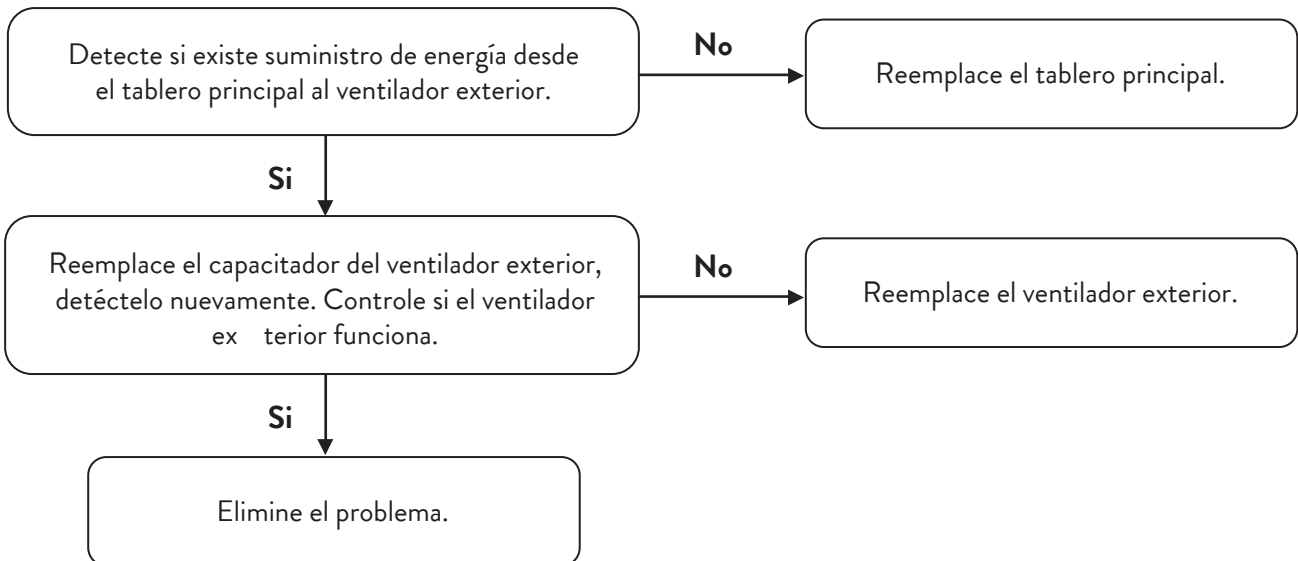 Detecte si existe suministro de energía desde
el tablero principal al ventilador exterior.
No
Reemplace el tablero principal.
Si
Reemplace el capacitador del ventilador exterior,
detéctelo nuevamente. Controle si el ventilador
ex terior funciona.
No
Reemplace el ventilador exterior.
Si
Elimine el problema.